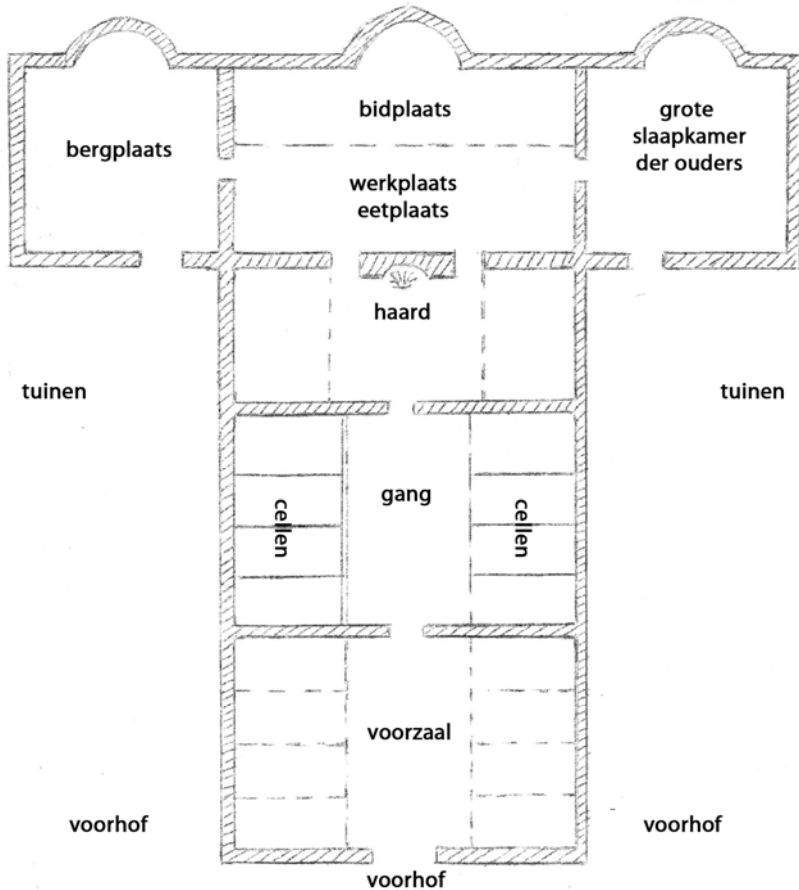 bidplaats
grote
slaapkamer
der ouders
bergplaats
werkplaats
eetplaats
haard
tuinen
tuinen
gang
cellen
cellen
voorzaal
voorhof
voorhof
voorhof